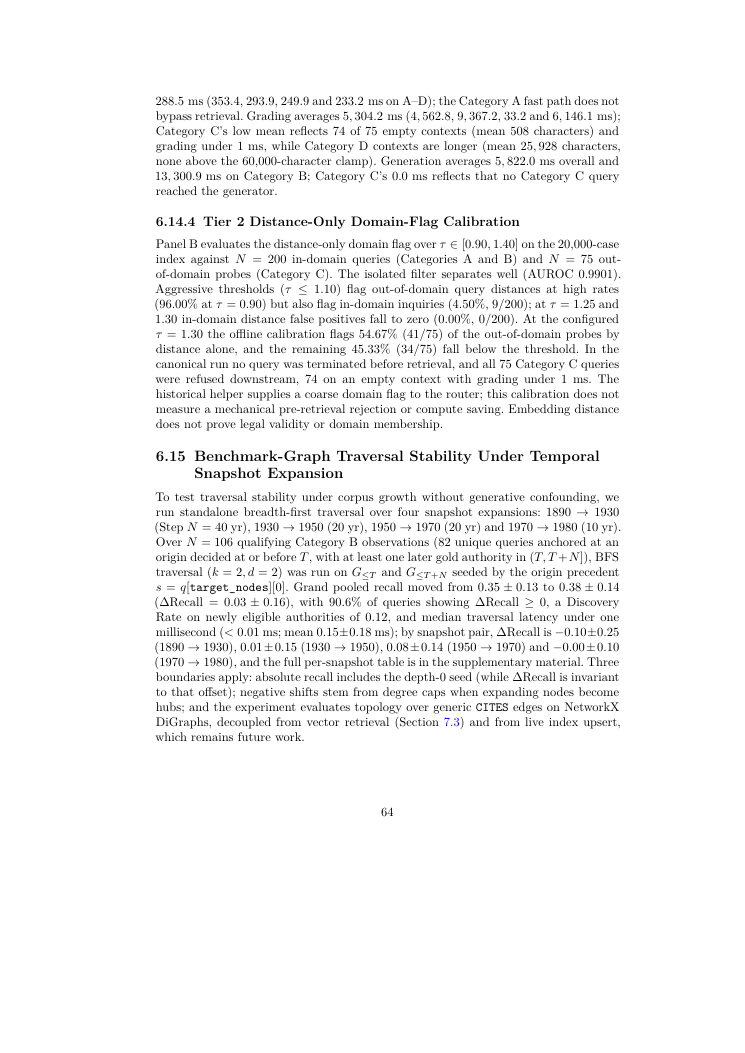 288.5 ms (353.4, 293.9, 249.9 and 233.2 ms on A–D); the Category A fast path does not
bypass retrieval. Grading averages 5, 304.2 ms (4, 562.8, 9, 367.2, 33.2 and 6, 146.1 ms);
Category C's low mean reflects 74 of 75 empty contexts (mean 508 characters) and
grading under 1 ms, while Category D contexts are longer (mean 25, 928 characters,
none above the 60,000-character clamp). Generation averages 5, 822.0 ms overall and
13, 300.9 ms on Category B; Category C's 0.0 ms reflects that no Category C query
reached the generator.
6.14.4 Tier 2 Distance-Only Domain-Flag Calibration
Panel B evaluates the distance-only domain flag over τ ∈ [0.90, 1.40] on the 20,000-case
index against N = 200 in-domain queries (Categories A and B) and N = 75 out-
of-domain probes (Category C). The isolated filter separates well (AUROC 0.9901).
Aggressive thresholds (τ ≤ 1.10) flag out-of-domain query distances at high rates
(96.00% at τ = 0.90) but also flag in-domain inquiries (4.50%, 9/200); at τ = 1.25 and
1.30 in-domain distance false positives fall to zero (0.00%, 0/200). At the configured
τ = 1.30 the offline calibration flags 54.67% (41/75) of the out-of-domain probes by
distance alone, and the remaining 45.33% (34/75) fall below the threshold. In the
canonical run no query was terminated before retrieval, and all 75 Category C queries
were refused downstream, 74 on an empty context with grading under 1 ms. The
historical helper supplies a coarse domain flag to the router; this calibration does not
measure a mechanical pre-retrieval rejection or compute saving. Embedding distance
does not prove legal validity or domain membership.
6.15 Benchmark-Graph Traversal Stability Under Temporal
Snapshot Expansion
To test traversal stability under corpus growth without generative confounding, we
run standalone breadth-first traversal over four snapshot expansions: 1890 → 1930
(Step N = 40 yr), 1930 → 1950 (20 yr), 1950 → 1970 (20 yr) and 1970 → 1980 (10 yr).
Over N = 106 qualifying Category B observations (82 unique queries anchored at an
origin decided at or before T, with at least one later gold authority in (T, T+N]), BFS
traversal (k = 2, d = 2) was run on G≤T and G≤T+N seeded by the origin precedent
s = q[target_nodes][0]. Grand pooled recall moved from 0.35 ± 0.13 to 0.38 ± 0.14
(ΔRecall = 0.03 ± 0.16), with 90.6% of queries showing ΔRecall ≥ 0, a Discovery
Rate on newly eligible authorities of 0.12, and median traversal latency under one
millisecond (< 0.01 ms; mean 0.15±0.18 ms); by snapshot pair, ΔRecall is −0.10±0.25
(1890 → 1930), 0.01±0.15 (1930 → 1950), 0.08±0.14 (1950 → 1970) and −0.00±0.10
(1970 → 1980), and the full per-snapshot table is in the supplementary material. Three
boundaries apply: absolute recall includes the depth-0 seed (while ΔRecall is invariant
to that offset); negative shifts stem from degree caps when expanding nodes become
hubs; and the experiment evaluates topology over generic CITES edges on NetworkX
DiGraphs, decoupled from vector retrieval (Section 7.3) and from live index upsert,
which remains future work.
64